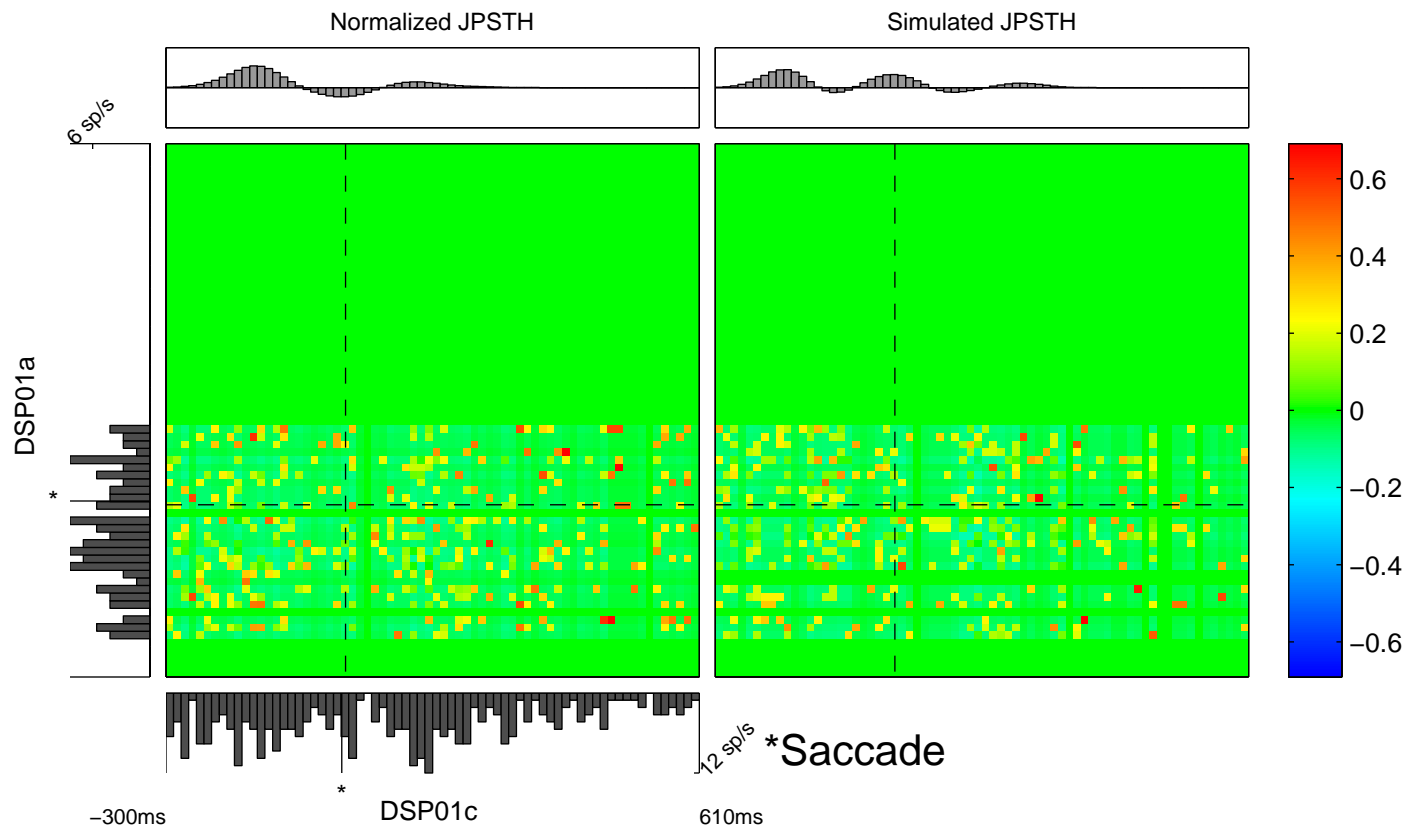 Normalized JPSTH
Simulated JPSTH
6 sp/s
DSP01a
*
0.6
0.4
0.2
0
−0.2
−0.4
−0.6
12 sp/s
*Saccade
*
−300ms
DSP01c
610ms